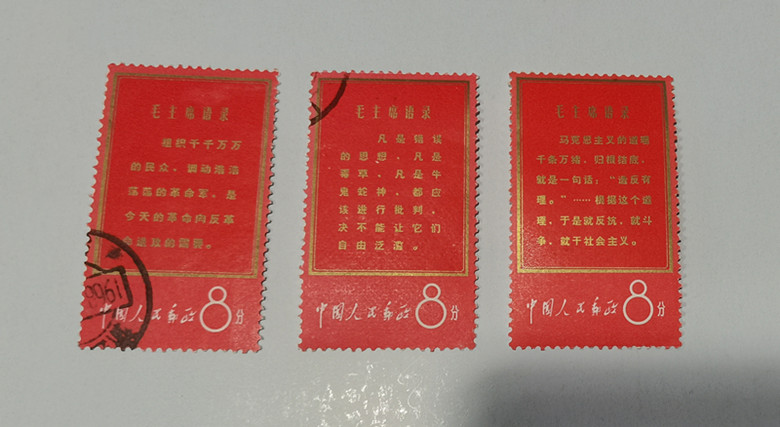 毛主席语录
组织千千万万
的民众，调动浩浩
荡荡的革命军，是
今天的革命向反革
命进攻的需要。
中国人民邮政 8分
毛主席语录
凡是错误
的思想，凡是
毒草，凡是牛
鬼蛇神，都应
该进行批判，
决不能让它们
自由泛滥。
中国人民邮政 8分
毛主席语录
马克思主义的道理
千条万绪，归根结底，
就是一句话：“造反有
理。”……根据这个道
理，于是就反抗，就斗
争，就干社会主义。
中国人民邮政 8分